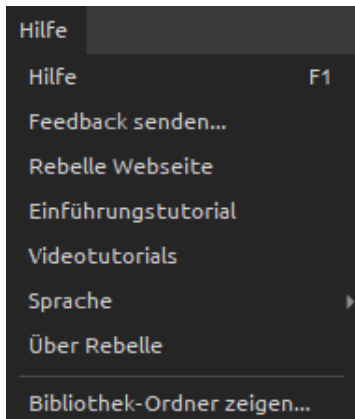 Hilfe
Hilfe F1
Feedback senden...
Rebelle Webseite
Einführungstutorial
Videotutorials
Sprache
Über Rebelle
Bibliothek-Ordner zeigen...